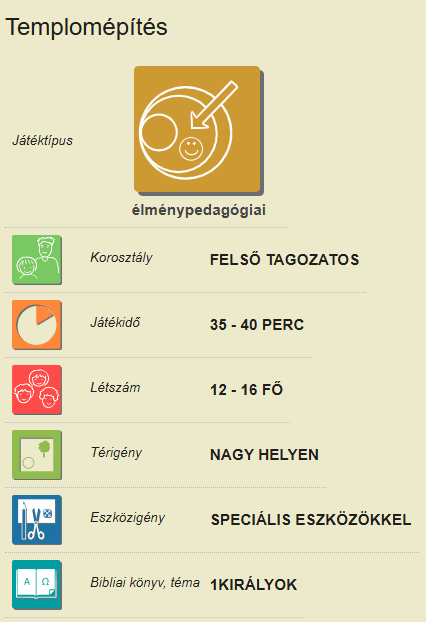 Templomépítés
Játéktípus
élménypedagógiai
Korosztály FELSŐ TAGOZATOS
Játékidő 35 - 40 PERC
Létszám 12 - 16 FŐ
Térigény NAGY HELYEN
Eszközigény SPECIÁLIS ESZKÖZÖKKEL
Α Ω
Bibliai könyv, téma 1KIRÁLYOK